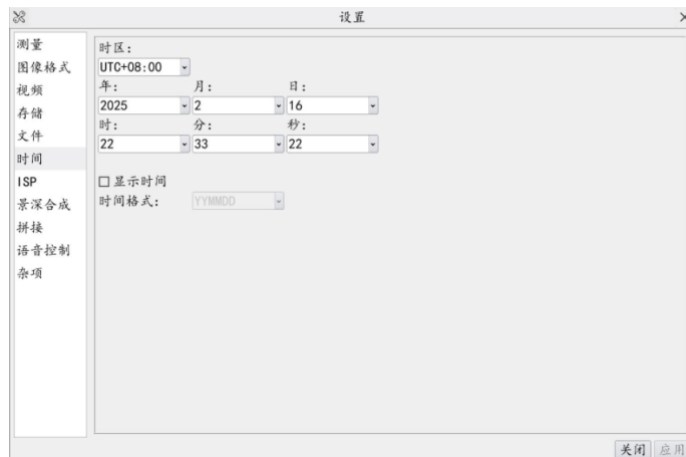 设置
测量
图像格式
视频
存储
文件
时间
ISP
景深合成
拼接
语音控制
杂项
时区:
UTC+08:00
年: 月: 日:
2025 2 16
时: 分: 秒:
22 33 22
显示时间
时间格式: YYMMDD
关闭 应用